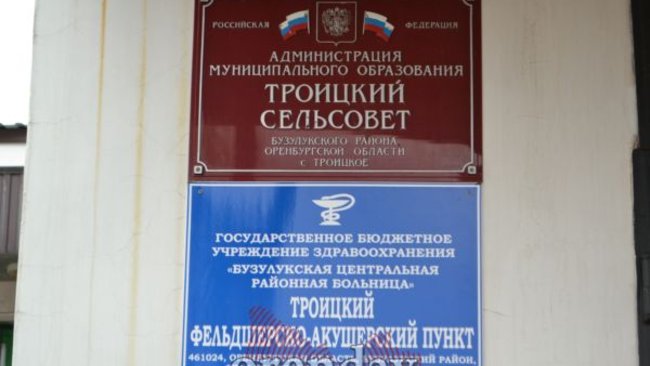 РОССИЙСКАЯ ФЕДЕРАЦИЯ
АДМИНИСТРАЦИЯ
МУНИЦИПАЛЬНОГО ОБРАЗОВАНИЯ
ТРОИЦКИЙ
СЕЛЬСОВЕТ
БУЗУЛУКСКОГО РАЙОНА
ОРЕНБУРГСКОЙ ОБЛАСТИ
С ТРОИЦКОЕ
ГОСУДАРСТВЕННОЕ БЮДЖЕТНОЕ
УЧРЕЖДЕНИЕ ЗДРАВООХРАНЕНИЯ
«БУЗУЛУКСКАЯ ЦЕНТРАЛЬНАЯ
РАЙОННАЯ БОЛЬНИЦА»
ТРОИЦКИЙ
ФЕЛЬДШЕРСКО-АКУШЕРСКИЙ ПУНКТ
461024, РАЙОН,